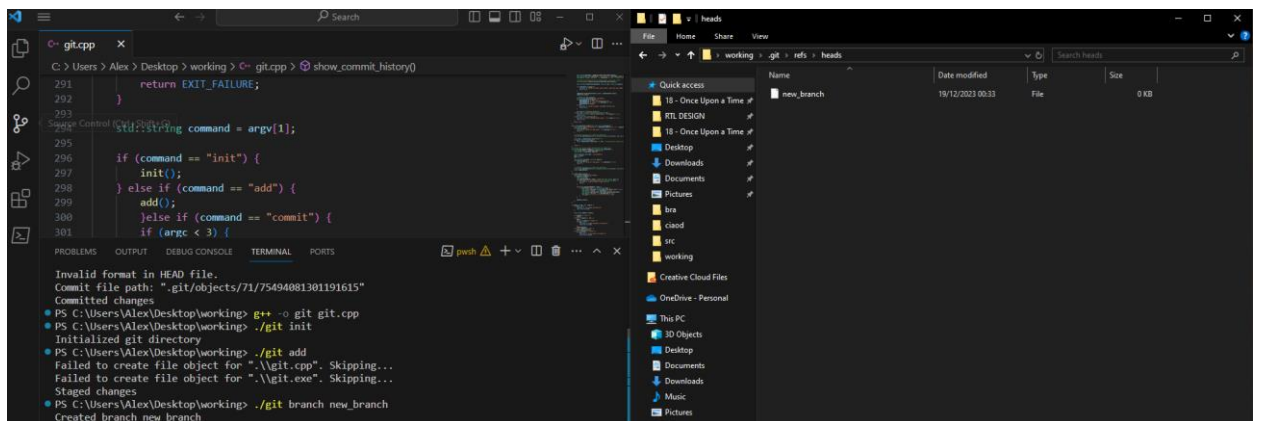 Search
git.cpp
C: > Users > Alex > Desktop > working > git.cpp > show_commit_history()
291 return EXIT_FAILURE;
292 }
293
Source Control (Ctrl+Shift+G)
294 std::string command = argv[1];
295
296 if (command == "init") {
297 init();
298 } else if (command == "add") {
299 add();
300 }else if (command == "commit") {
301 if (argc < 3) {
PROBLEMS OUTPUT DEBUG CONSOLE TERMINAL PORTS pwsh
Invalid format in HEAD file.
Commit file path: ".git/objects/71/75494081301191615"
Committed changes
PS C:\Users\Alex\Desktop\working> g++ -o git git.cpp
PS C:\Users\Alex\Desktop\working> ./git init
Initialized git directory
PS C:\Users\Alex\Desktop\working> ./git add
Failed to create file object for ".\\git.cpp". Skipping...
Failed to create file object for ".\\git.exe". Skipping...
Staged changes
PS C:\Users\Alex\Desktop\working> ./git branch new_branch
Created branch new_branch
heads
File Home Share View
working > .git > refs > heads
Search heads
Name Date modified Type Size
new_branch 19/12/2023 00:33 File 0 KB
Quick access
18 - Once Upon a Time
RTL DESIGN
18 - Once Upon a Time
Desktop
Downloads
Documents
Pictures
bra
ciaod
src
working
Creative Cloud Files
OneDrive - Personal
This PC
3D Objects
Desktop
Documents
Downloads
Music
Pictures